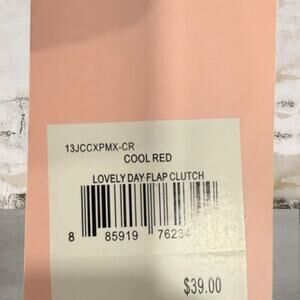 13JCCXPMX-CR
COOL RED
LOVELY DAY-FLAP CLUTCH
8 85919 76234
$39.00